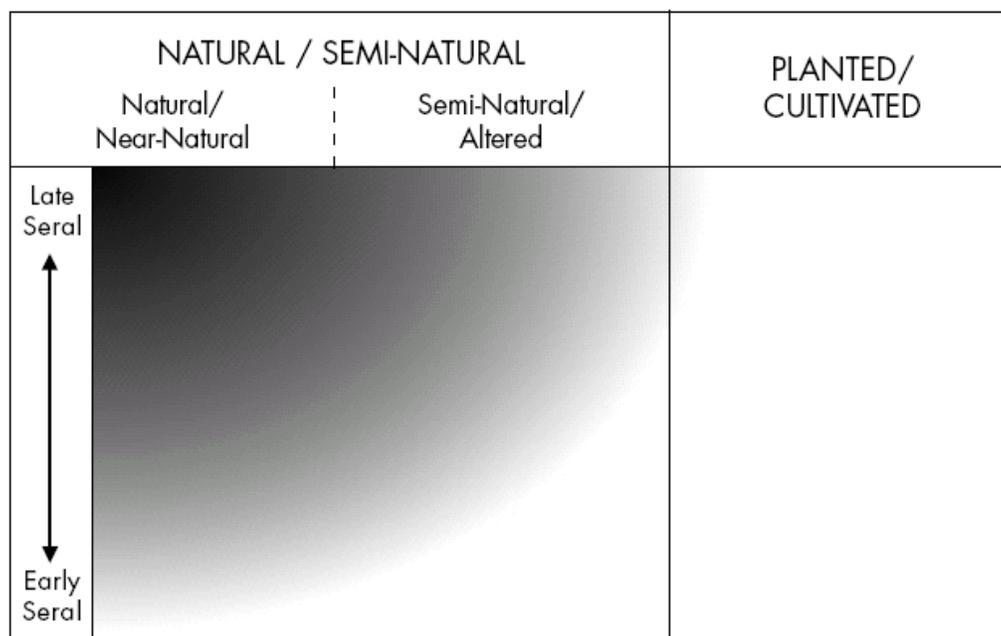 NATURAL / SEMI-NATURAL
Natural/
Near-Natural
Semi-Natural/
Altered
PLANTED/
CULTIVATED
Late
Seral
Early
Seral